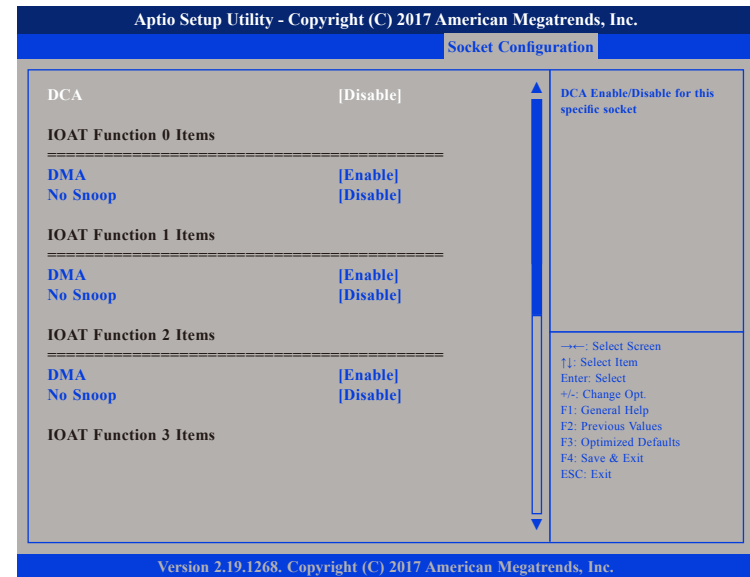 Aptio Setup Utility - Copyright (C) 2017 American Megatrends, Inc.
Socket Configuration
DCA [Disable]
IOAT Function 0 Items
==========================================
DMA [Enable]
No Snoop [Disable]
IOAT Function 1 Items
==========================================
DMA [Enable]
No Snoop [Disable]
IOAT Function 2 Items
==========================================
DMA [Enable]
No Snoop [Disable]
IOAT Function 3 Items
DCA Enable/Disable for this
specific socket
→←: Select Screen
↑↓: Select Item
Enter: Select
+/-: Change Opt.
F1: General Help
F2: Previous Values
F3: Optimized Defaults
F4: Save & Exit
ESC: Exit
Version 2.19.1268. Copyright (C) 2017 American Megatrends, Inc.